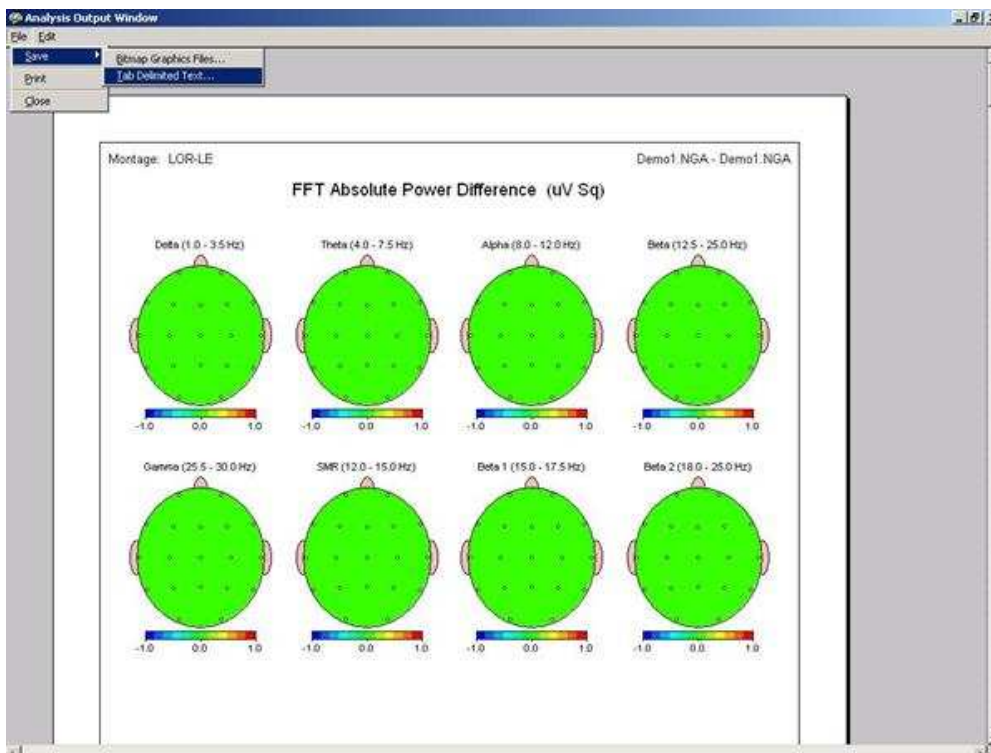 Analysis Output Window
File Edit
Save
Print
Close
Bitmap Graphics Files...
Tab Delimited Text...
Montage: LOR-LE
Demo1.NGA - Demo1.NGA
FFT Absolute Power Difference (uV Sq)
Delta (1.0 - 3.5 Hz)
Theta (4.0 - 7.5 Hz)
Alpha (8.0 - 12.0 Hz)
Beta (12.5 - 25.0 Hz)
-1.0 0.0 1.0
-1.0 0.0 1.0
-1.0 0.0 1.0
-1.0 0.0 1.0
Gamma (25.5 - 30.0 Hz)
SMR (12.0 - 15.0 Hz)
Beta 1 (15.0 - 17.5 Hz)
Beta 2 (18.0 - 25.0 Hz)
-1.0 0.0 1.0
-1.0 0.0 1.0
-1.0 0.0 1.0
-1.0 0.0 1.0